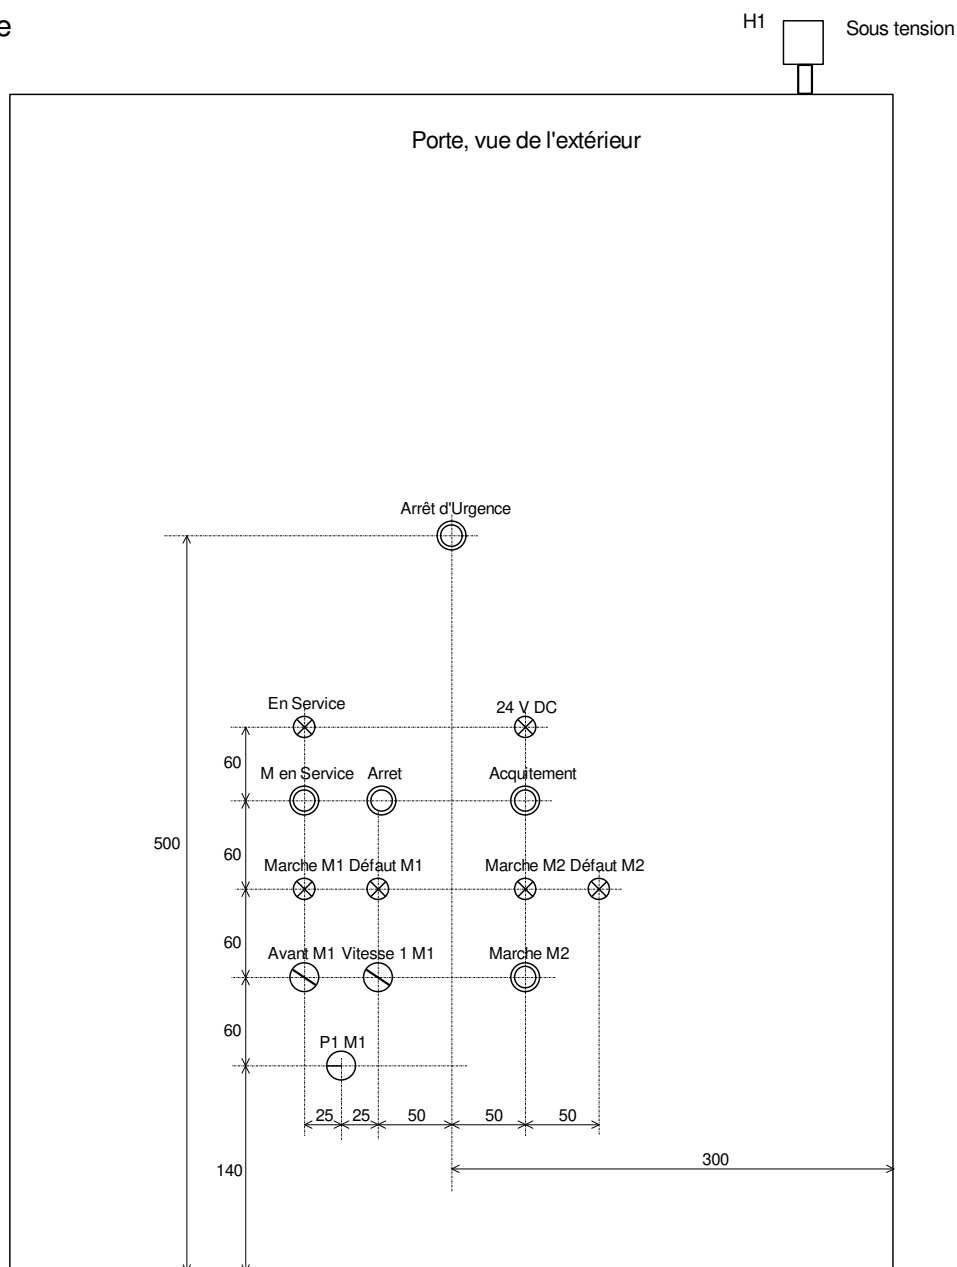 e
H1 Sous tension
Porte, vue de l'extérieur
Arrêt d'Urgence
En Service 24 V DC
60
M en Service Arret Acquitement
500
60
Marche M1 Défaut M1 Marche M2 Défaut M2
60
Avant M1 Vitesse 1 M1 Marche M2
60
P1 M1
25 25 50 50 50
300
140